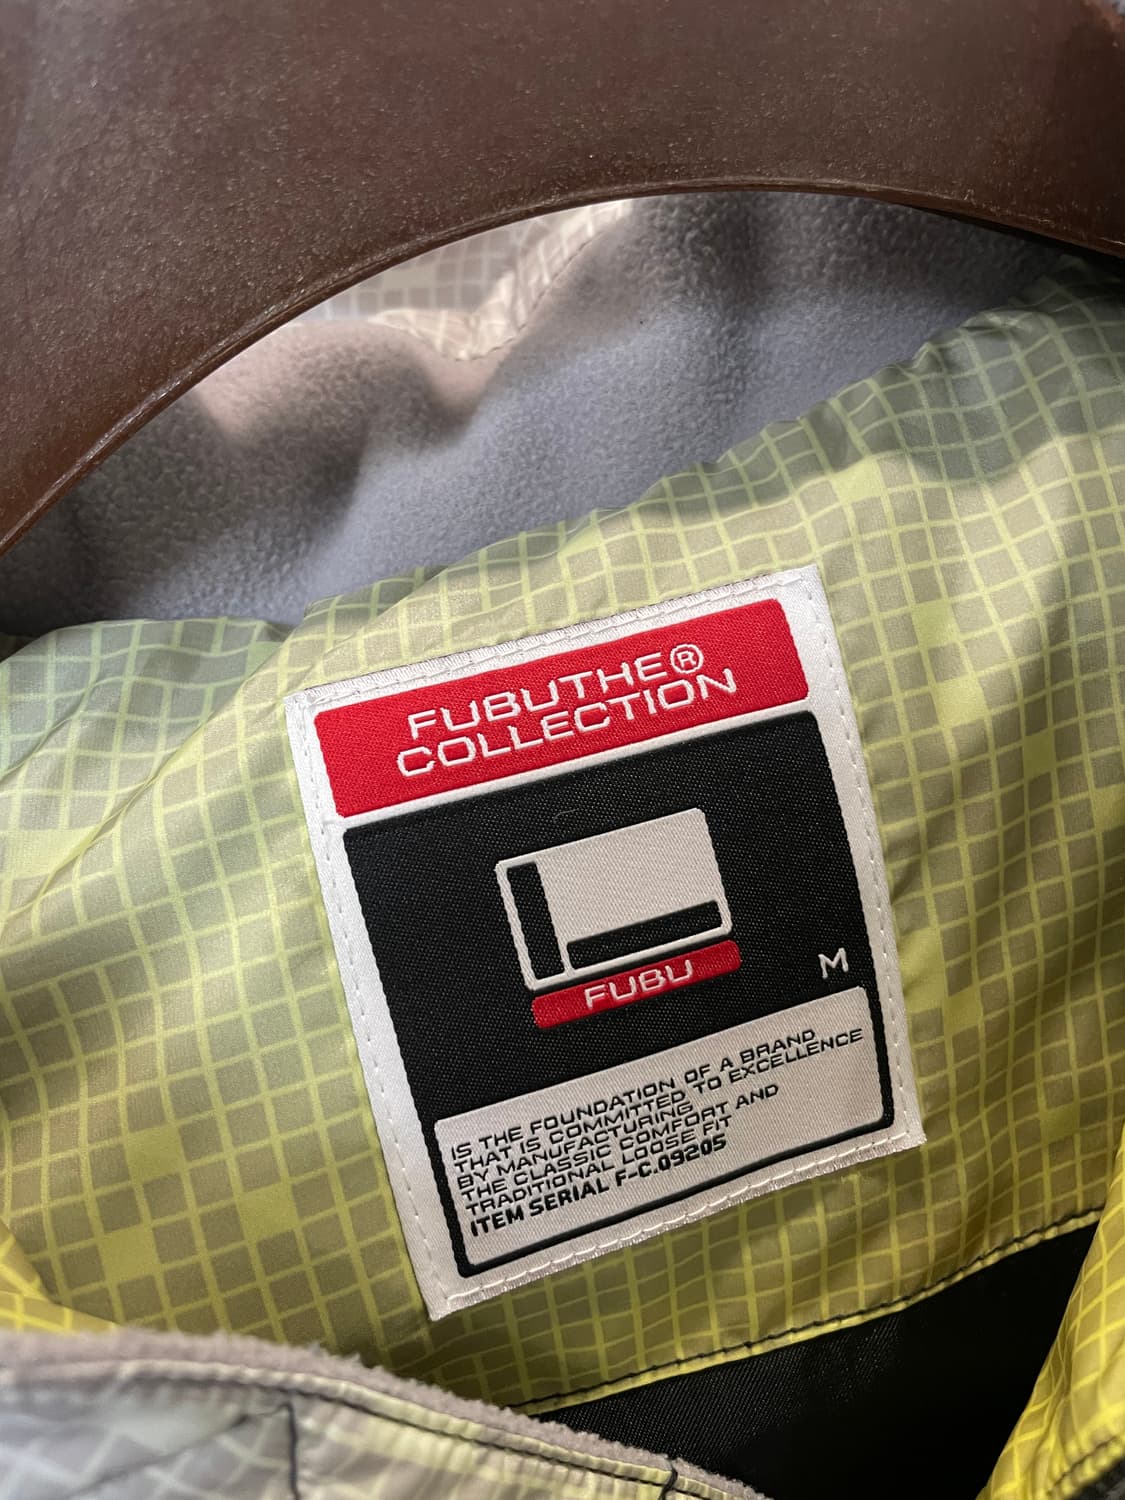 FUBUTHE®
COLLECTION
FUBU
M
IS THE FOUNDATION OF A BRAND
THAT IS COMMITTED TO EXCELLENCE
BY MANUFACTURING
THE CLASSIC COMFORT AND
TRADITIONAL LOOSE FIT
ITEM SERIAL F-C.09205